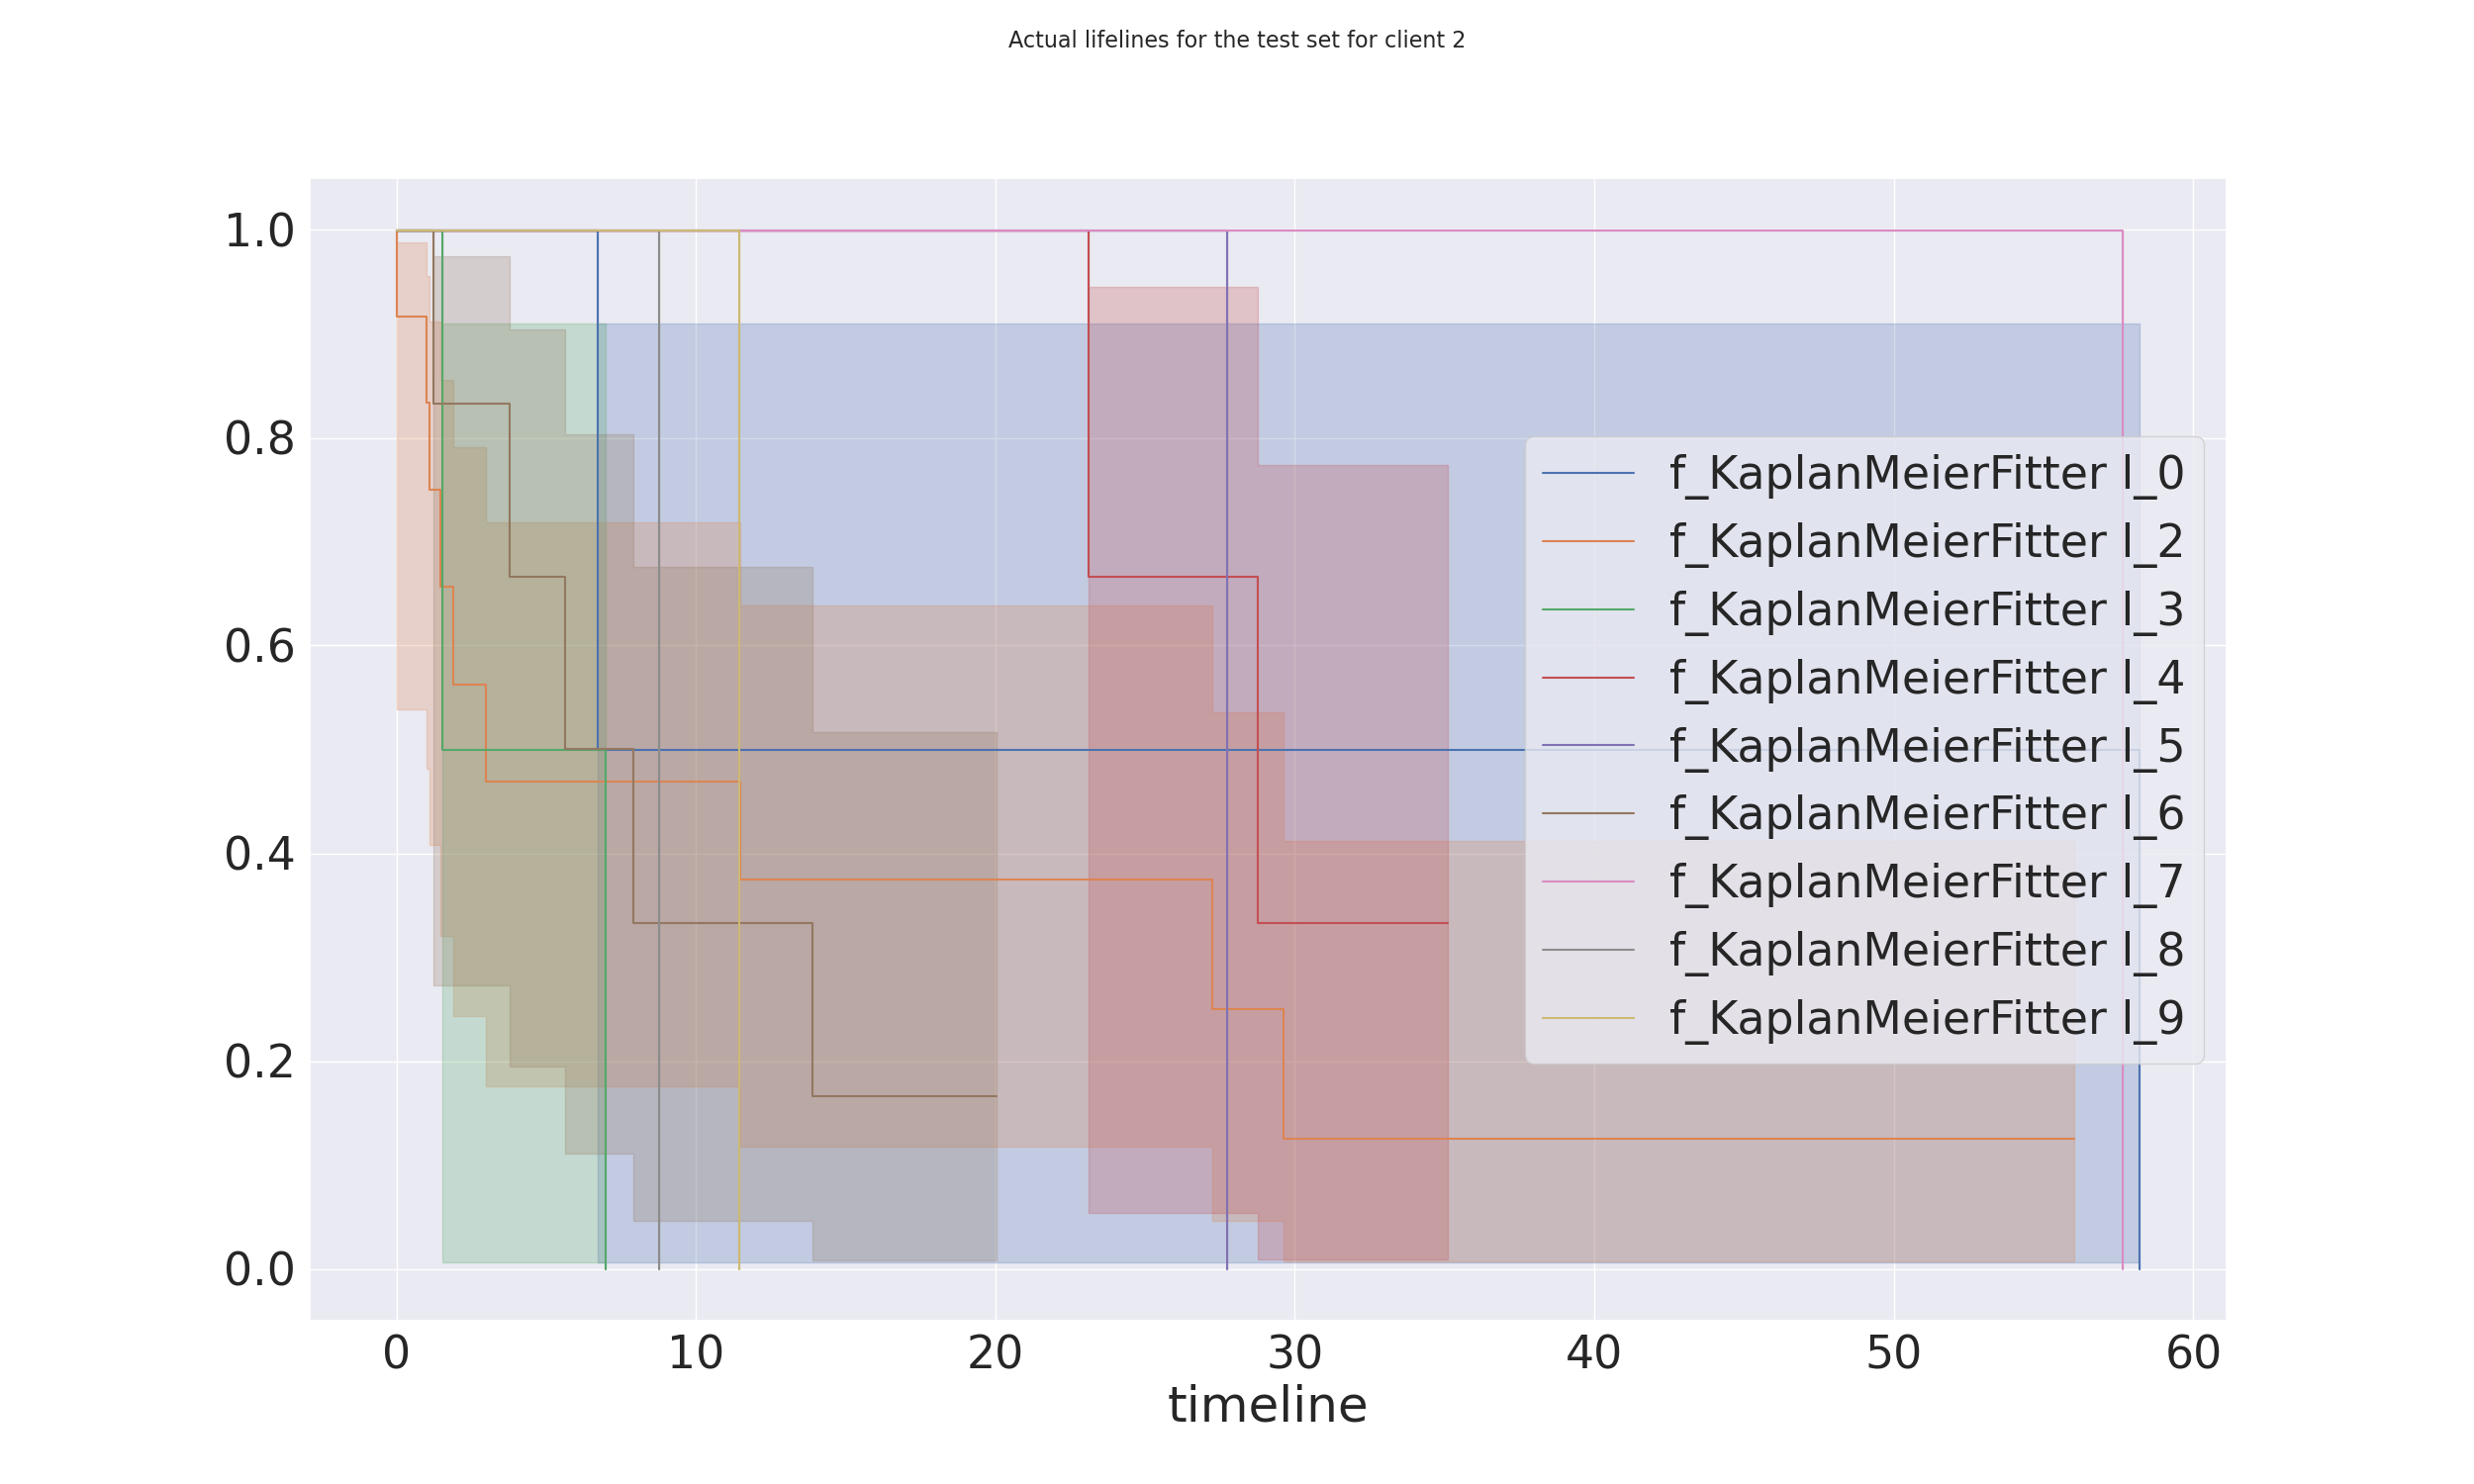 Actual lifelines for the test set for client 2
1.0
0.8
0.6
0.4
0.2
0.0
f_KaplanMeierFitter l_0
f_KaplanMeierFitter l_2
f_KaplanMeierFitter l_3
f_KaplanMeierFitter l_4
f_KaplanMeierFitter l_5
f_KaplanMeierFitter l_6
f_KaplanMeierFitter l_7
f_KaplanMeierFitter l_8
f_KaplanMeierFitter l_9
0 10 20 30 40 50 60
timeline